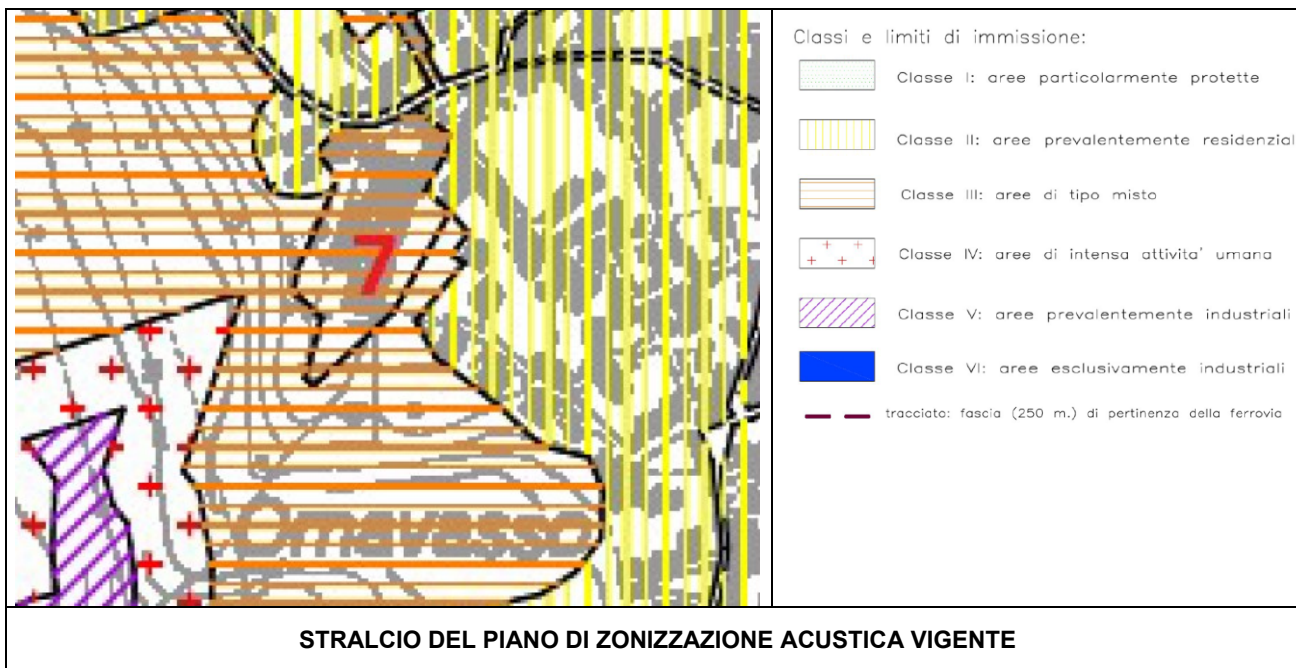 7
Omavasso
Classi e limiti di immissione:
Classe I: aree particolarmente protette
Classe II: aree prevalentemente residenzial
Classe III: aree di tipo misto
Classe IV: aree di intensa attivita' umana
Classe V: aree prevalentemente industriali
Classe VI: aree esclusivamente industriali
tracciato: fascia (250 m.) di pertinenza della ferrovia
STRALCIO DEL PIANO DI ZONIZZAZIONE ACUSTICA VIGENTE